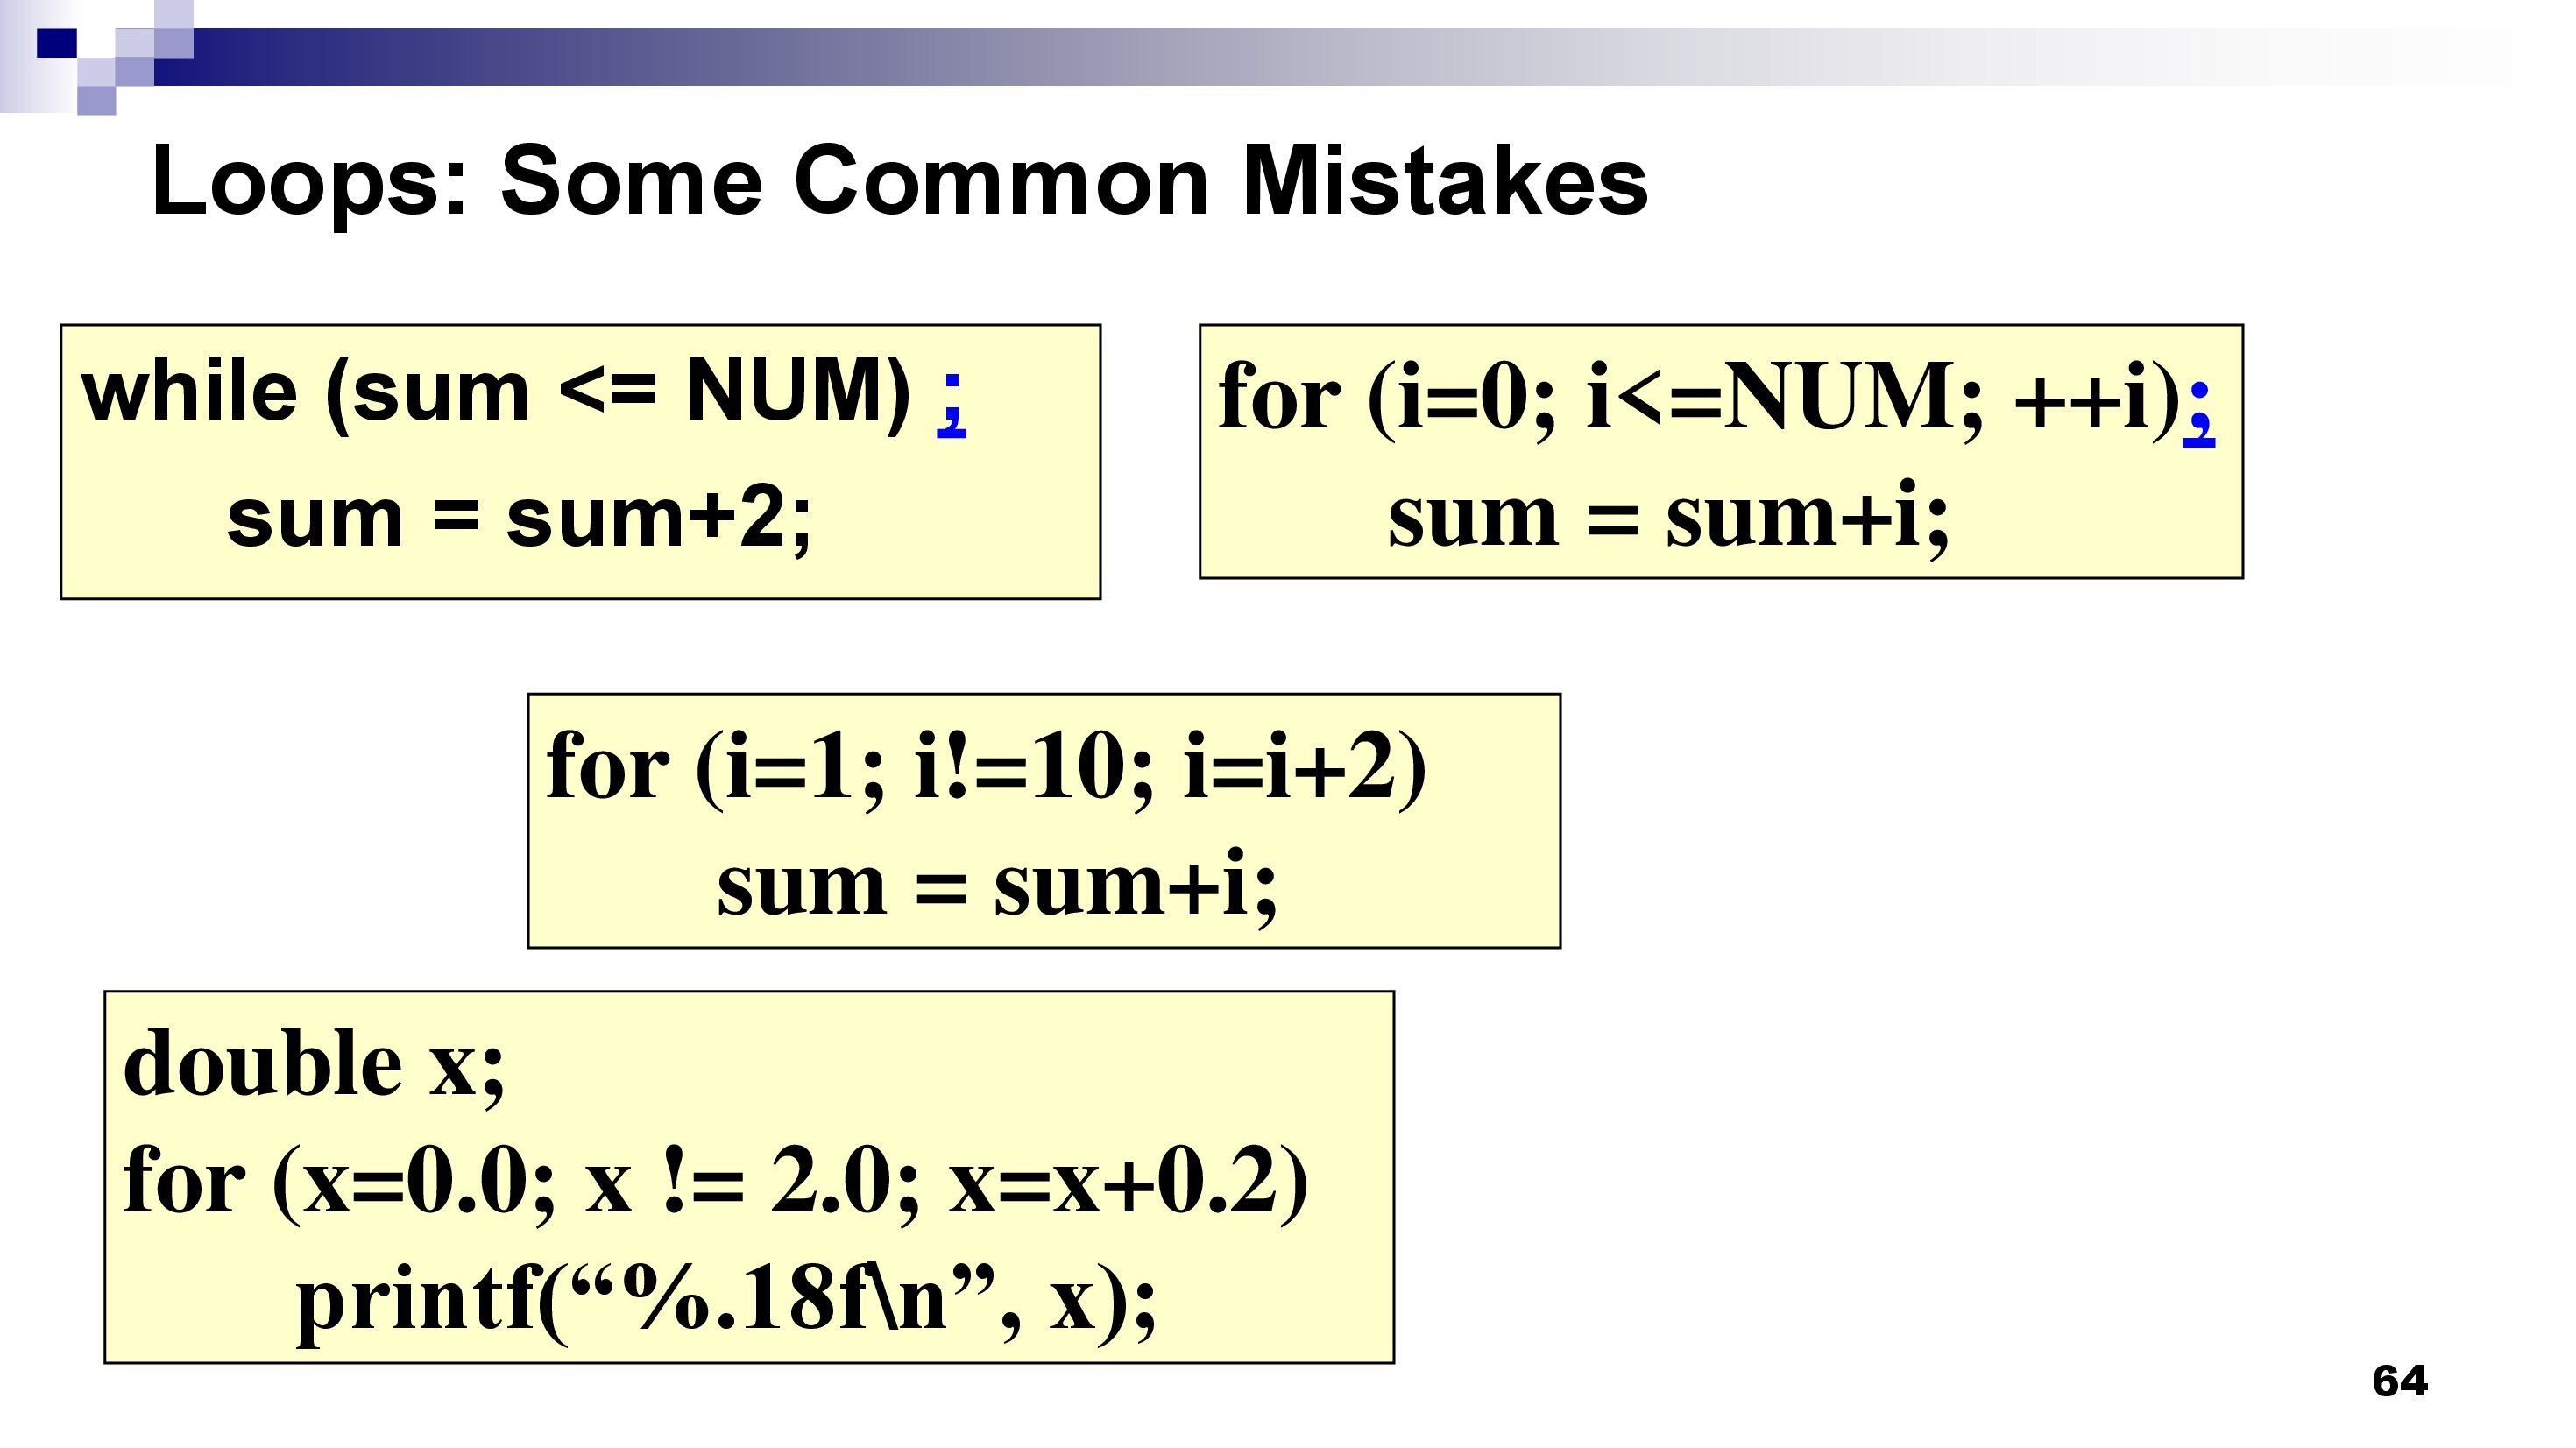 Loops: Some Common Mistakes
while (sum <= NUM) ;
sum = sum+2;
for (i=0; i<=NUM; ++i);
sum = sum+i;
for (i=1; i!=10; i=i+2)
sum = sum+i;
double x;
for (x=0.0; x != 2.0; x=x+0.2)
printf(“%.18f\n”, x);
64